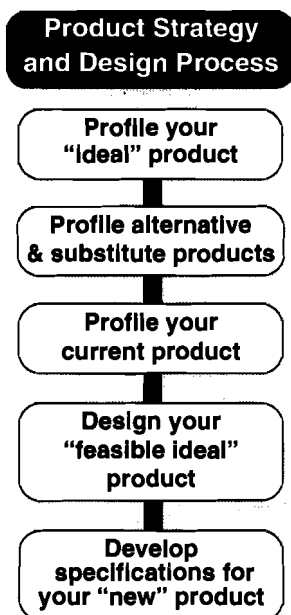 Product Strategy
and Design Process
Profile your
“ideal” product
Profile alternative
& substitute products
Profile your
current product
Design your
“feasible ideal”
product
Develop
specifications for
your “new” product